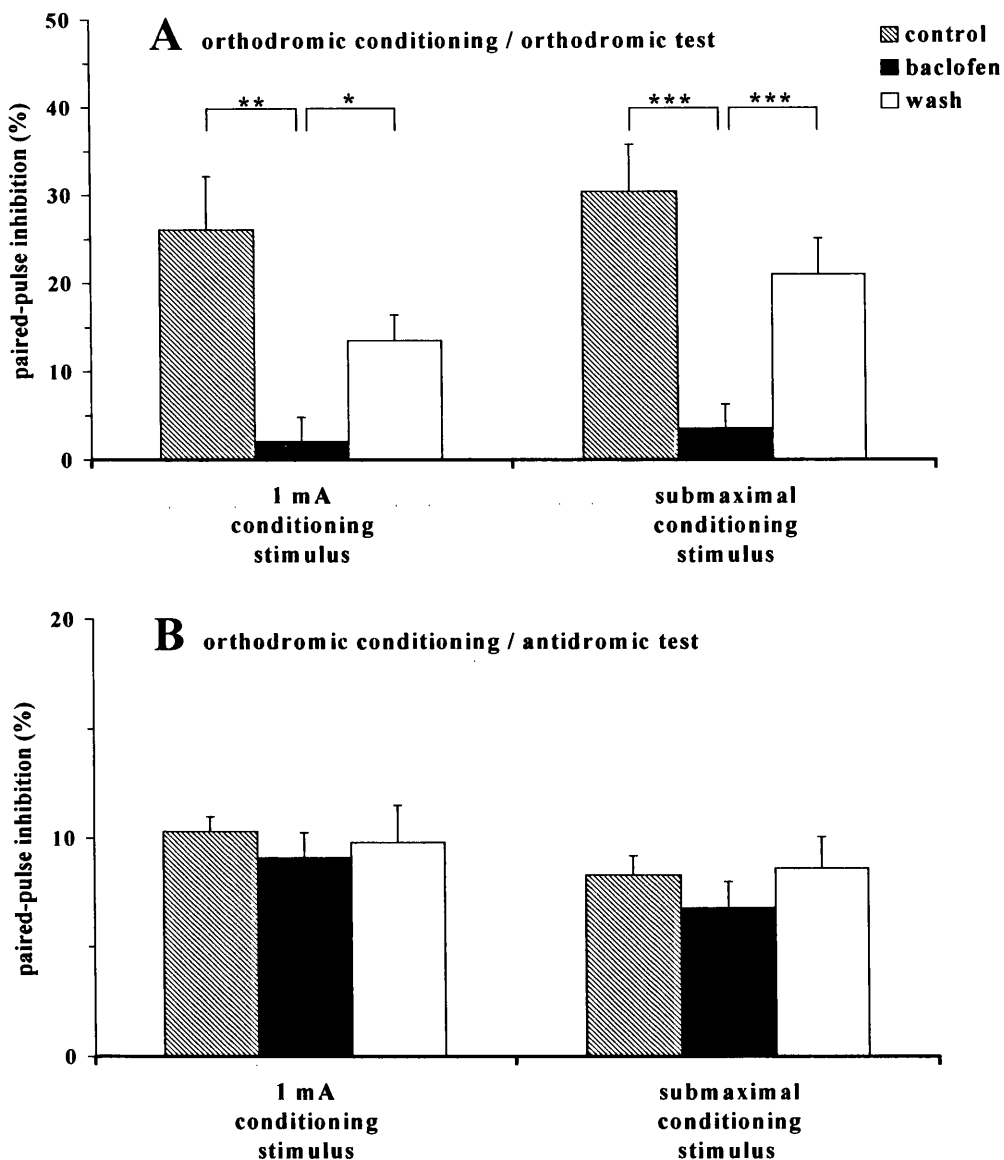 50
A orthodromic conditioning / orthodromic test
control
baclofen
wash
40
** * *** ***
30
20
10
0
paired-pulse inhibition (%)
1 mA
conditioning
stimulus
submaximal
conditioning
stimulus
20
B orthodromic conditioning / antidromic test
10
0
paired-pulse inhibition (%)
1 mA
conditioning
stimulus
submaximal
conditioning
stimulus